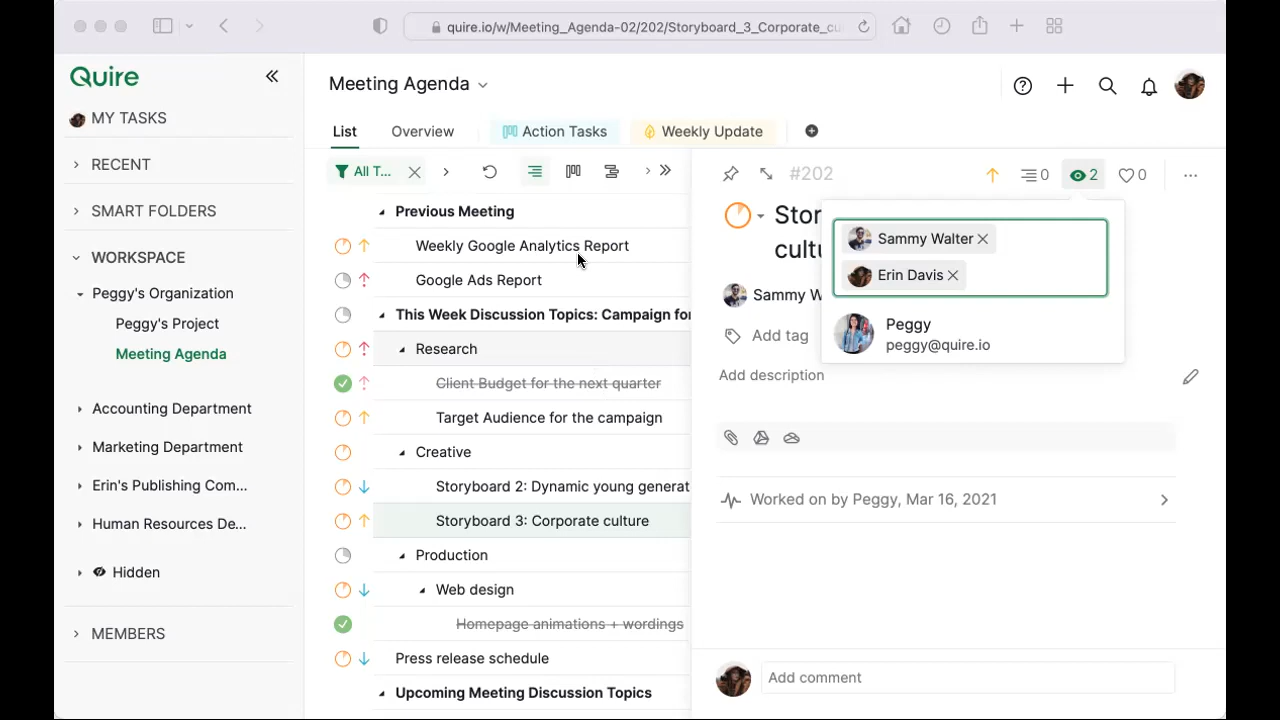 quire.io/w/Meeting_Agenda-02/202/Storyboard_3_Corporate_cu
Quire
MY TASKS
RECENT
SMART FOLDERS
WORKSPACE
Peggy's Organization
Peggy's Project
Meeting Agenda
Accounting Department
Marketing Department
Erin's Publishing Com...
Human Resources De...
Hidden
MEMBERS
Meeting Agenda
List Overview Action Tasks Weekly Update
All T...
Previous Meeting
Weekly Google Analytics Report
Google Ads Report
This Week Discussion Topics: Campaign for
Research
Client Budget for the next quarter
Target Audience for the campaign
Creative
Storyboard 2: Dynamic young generat
Storyboard 3: Corporate culture
Production
Web design
Homepage animations + wordings
Press release schedule
Upcoming Meeting Discussion Topics
#202 0 2 0
Stor
cultu
Sammy W
Add tag
Sammy Walter
Erin Davis
Peggy
peggy@quire.io
Add description
Worked on by Peggy, Mar 16, 2021
Add comment